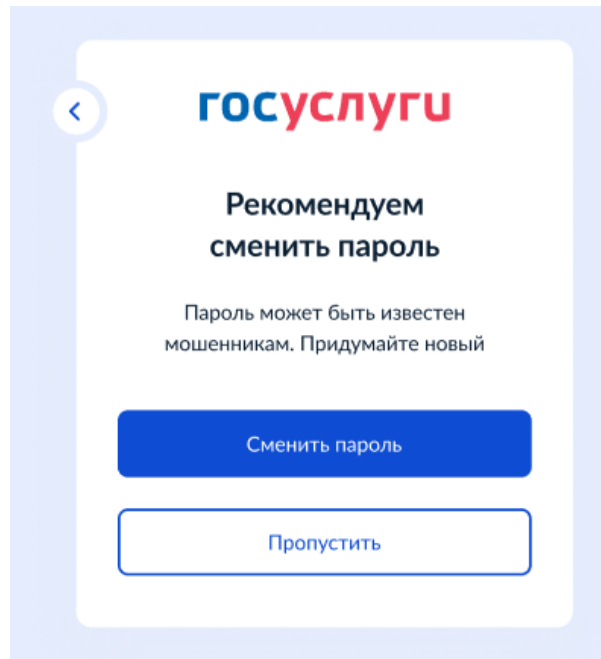 госуслуги
Рекомендуем
сменить пароль
Пароль может быть известен
мошенникам. Придумайте новый
Сменить пароль
Пропустить